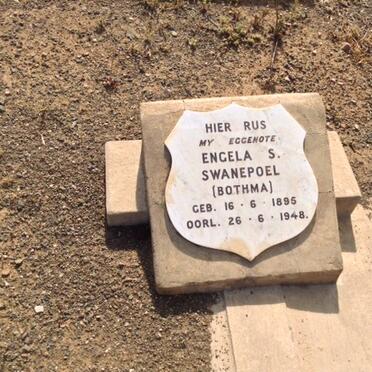 HIER RUS
MY EGGENOTE
ENGELA S.
SWANEPOEL
(BOTHMA)
GEB. 16 · 6 · 1895
OORL. 26 · 6 · 1948.